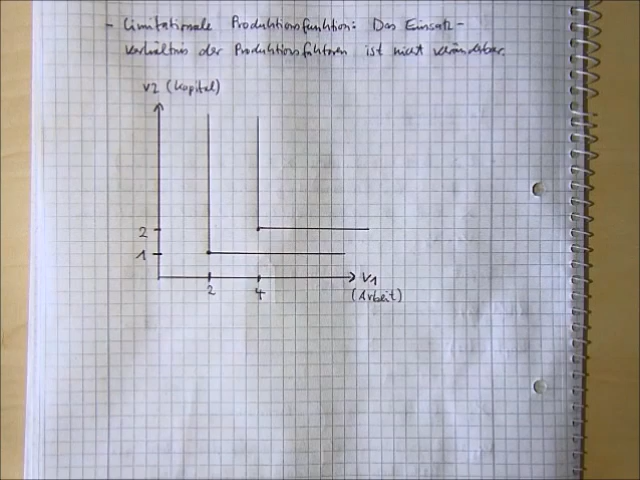 - Limitationale Produktionsfunktion: Das Einsatz-
verhältnis der Produktionsfaktoren ist nicht veränderbar.
V2 (Kapital)
2
1
2
4
V1
(Arbeit)